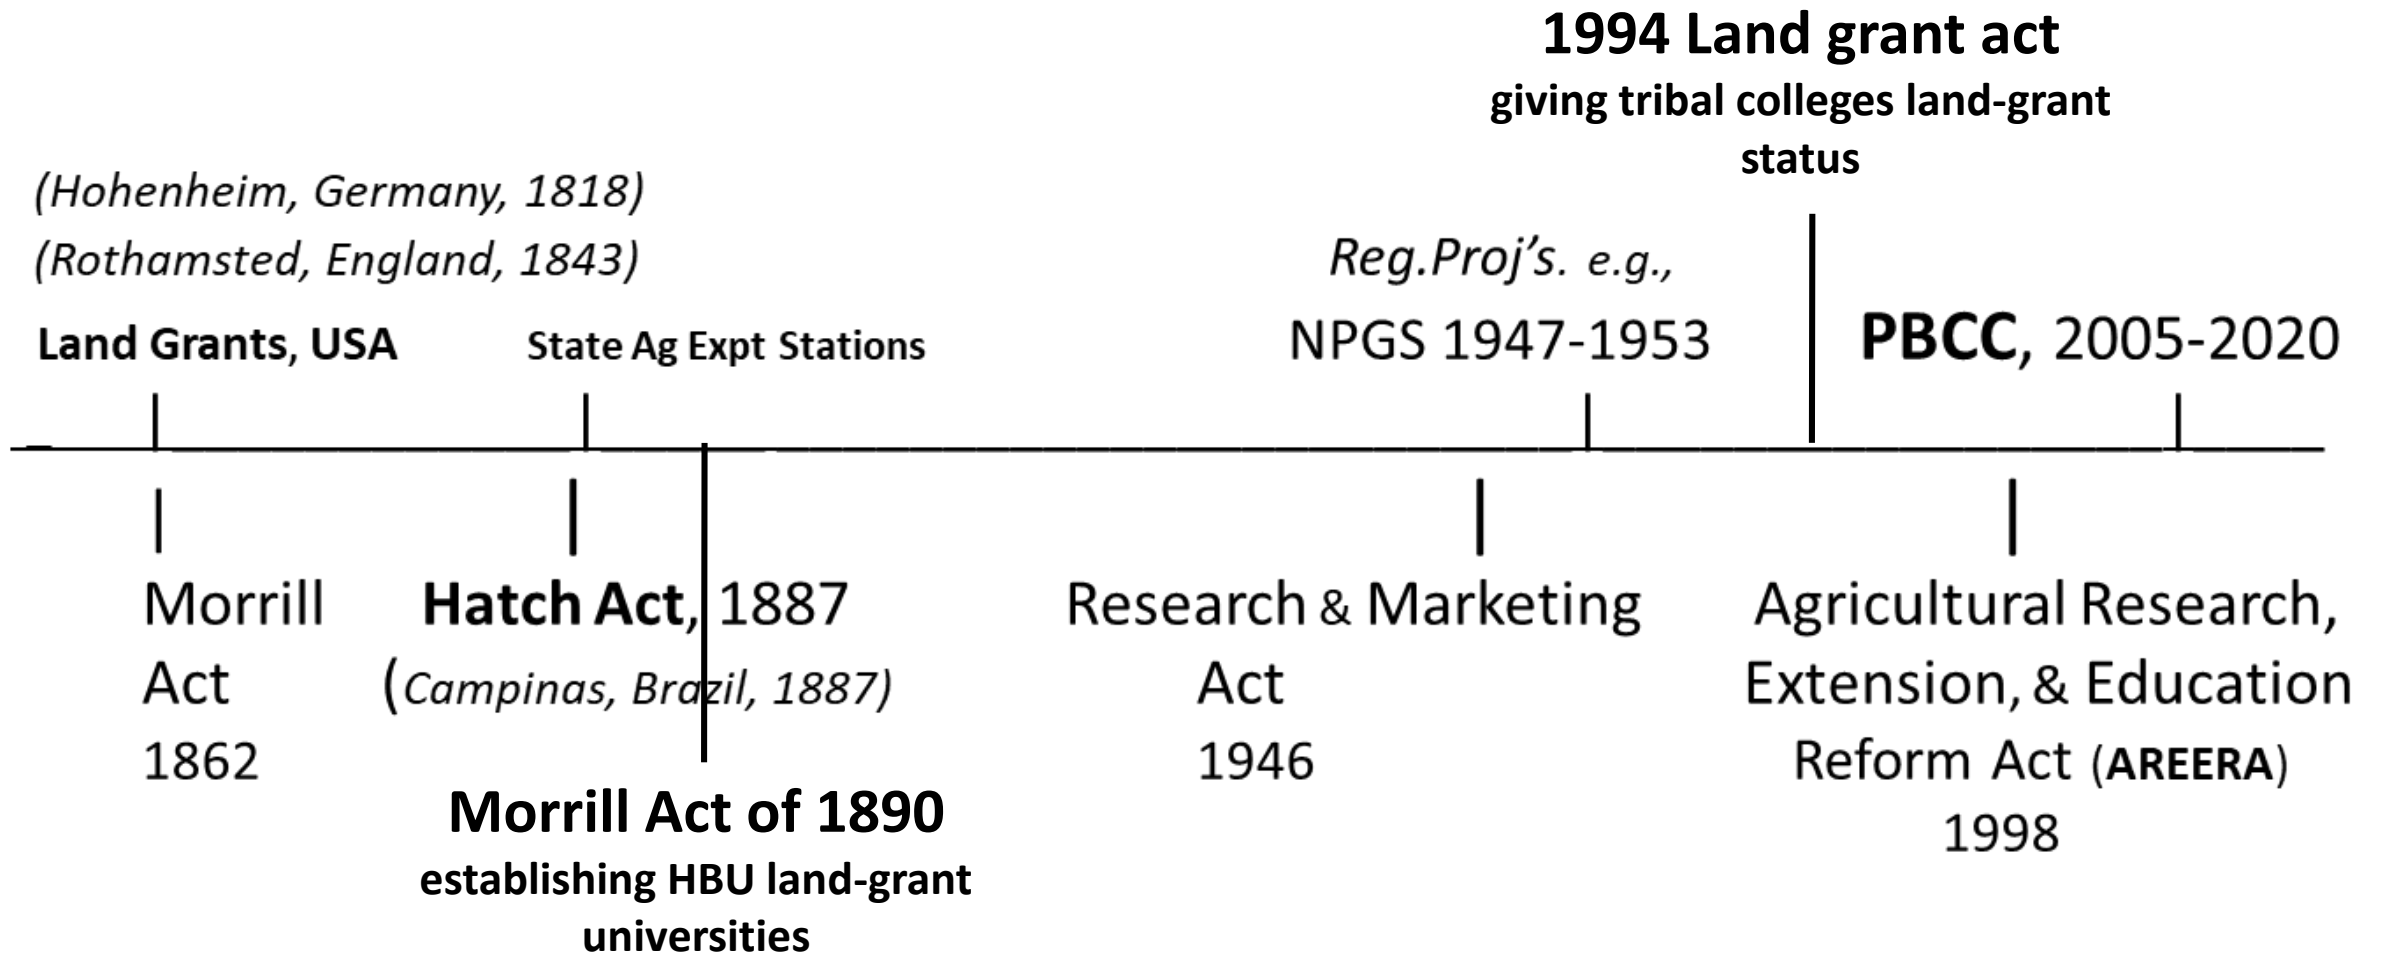 1994 Land grant act
giving tribal colleges land-grant
status
(Hohenheim, Germany, 1818)
(Rothamsted, England, 1843)
Land Grants, USA
State Ag Expt Stations
Reg.Proj’s. e.g.,
NPGS 1947-1953
PBCC, 2005-2020
Morrill
Act
1862
Hatch Act, 1887
(Campinas, Brazil, 1887)
Morrill Act of 1890
establishing HBU land-grant
universities
Research & Marketing
Act
1946
Agricultural Research,
Extension, & Education
Reform Act (AREERA)
1998